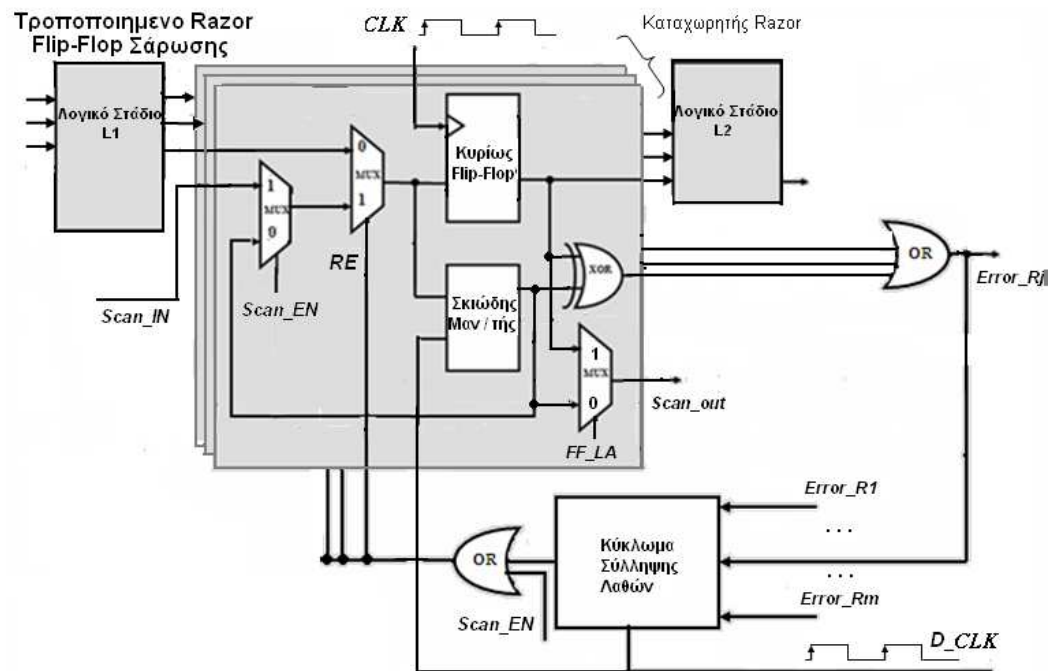 Τροποποιημενο Razor
Flip-Flop Σάρωσης
CLK
Καταχωρητής Razor
Λογικό Στάδιο
L1
Λογικό Στάδιο
L2
Κυρίως
Flip-Flop
0
MUX
1
1
MUX
0
RE
Scan_EN
Scan_IN
Σκιώδης
Μαν / τής
XOR
OR
Error_Rj
1
MUX
0
Scan_out
FF_LA
Error_R1
. . .
Κύκλωμα
Σύλληψης
Λαθών
OR
. . .
Error_Rm
Scan_EN
D_CLK